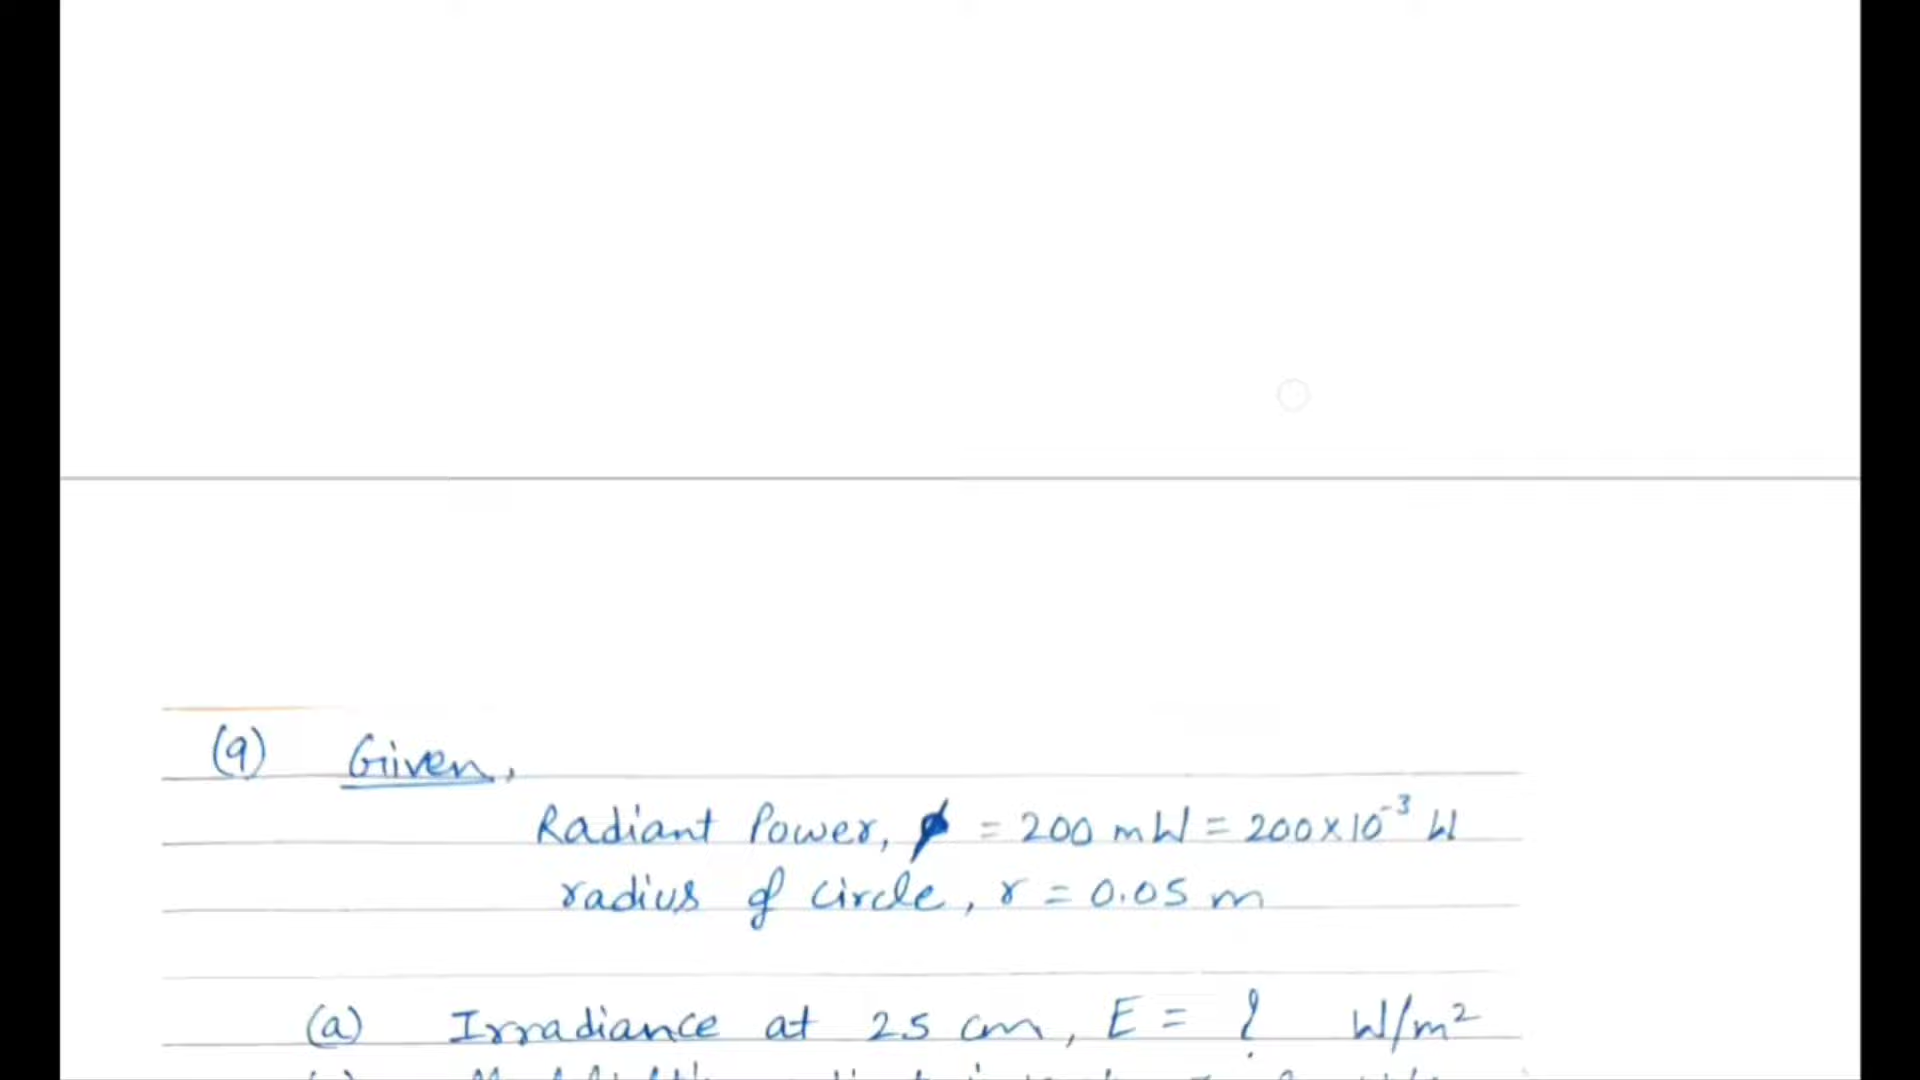 (9) Given,
Radiant Power, ϕ = 200 mW = 200×10⁻³ W
radius of circle, r = 0.05 m
(a) Irradiance at 25 cm, E = ? W/m²